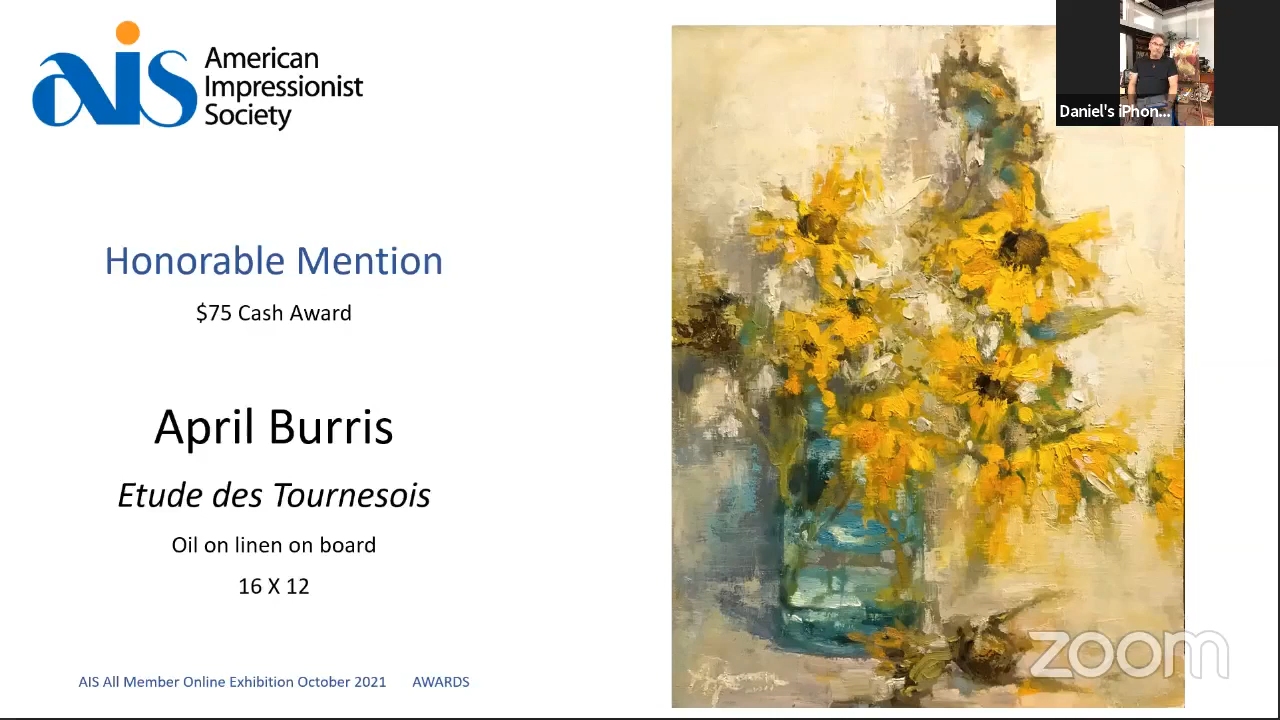 AIS
American
Impressionist
Society
Daniel's iPhon...
Honorable Mention
$75 Cash Award
April Burris
Etude des Tournesois
Oil on linen on board
16 X 12
AIS All Member Online Exhibition October 2021 AWARDS
zoom